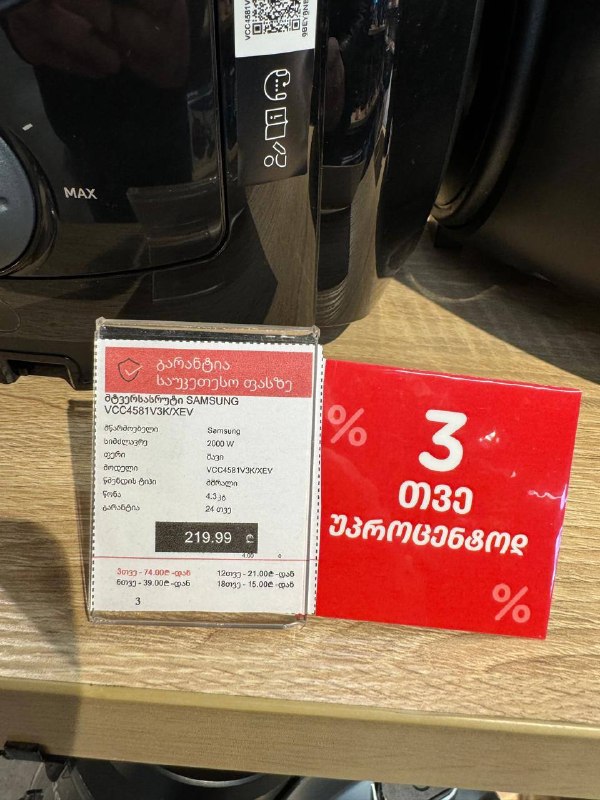 VCC4581V
MAX
გარანტია
საუკეთესო ფასზე
მტვერსასრუტი SAMSUNG
VCC4581V3K/XEV
მწარმოებელი Samsung
სიმძლავრე 2000 W
ფერი შავი
მოდელი VCC4581V3K/XEV
წმენდის ტიპი მშრალი
წონა 4.3 კგ
გარანტია 24 თვე
219.99 ₾
3თვე - 74.00₾ -დან 12თვე - 21.00₾ -დან
6თვე - 39.00₾ -დან 18თვე - 15.00₾ -დან
3
%
3
თვე
უპროცენტოდ
%